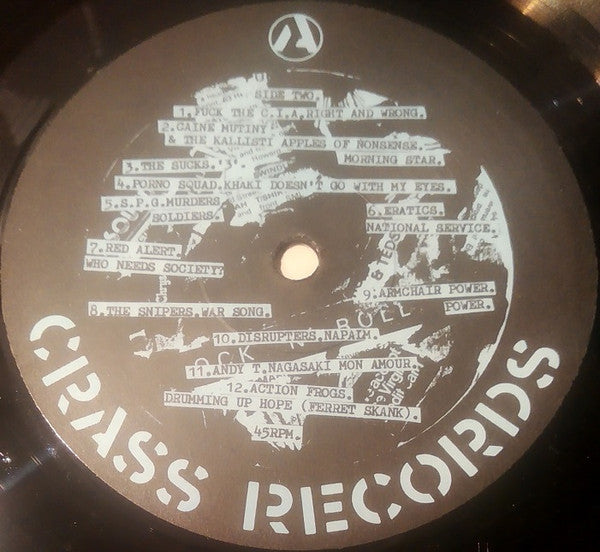 SIDE TWO.
1.FUCK THE C.I.A.RIGHT AND WRONG.
2.CAINE MUTINY
& THE KALLISTI APPLES OF NONSENSE.
MORNING STAR.
3.THE SUCKS.'3'.
4.PORNO SQUAD.KHAKI DOESN'T GO WITH MY EYES.
5.S.P.G.MURDERS
SOLDIERS.
6.ERATICS.
NATIONAL SERVICE.
7.RED ALERT.
WHO NEEDS SOCIETY?
8.THE SNIPERS.WAR SONG.
9.ARMCHAIR POWER.
POWER.
10.DISRUPTERS.NAPALM.
11.ANDY T.NAGASAKI MON AMOUR.
12.ACTION FROGS.
DRUMMING UP HOPE (FERRET SKANK).
45RPM.
CRASS RECORDS